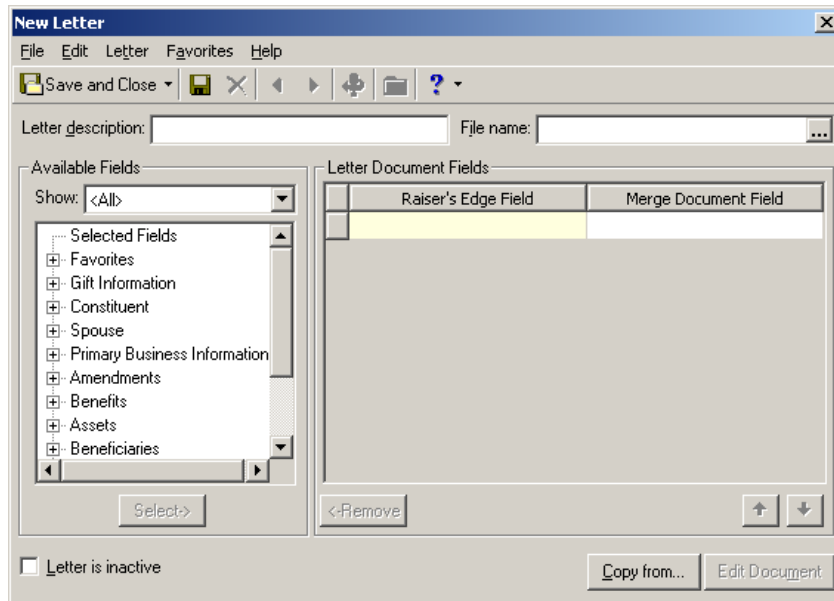 New Letter
File Edit Letter Favorites Help
Save and Close ?
Letter description: File name: ...
Available Fields
Show: <All>
Selected Fields
Favorites
Gift Information
Constituent
Spouse
Primary Business Information
Amendments
Benefits
Assets
Beneficiaries
Select->
Letter Document Fields
Raiser's Edge Field Merge Document Field
<-Remove
Letter is inactive
Copy from... Edit Document